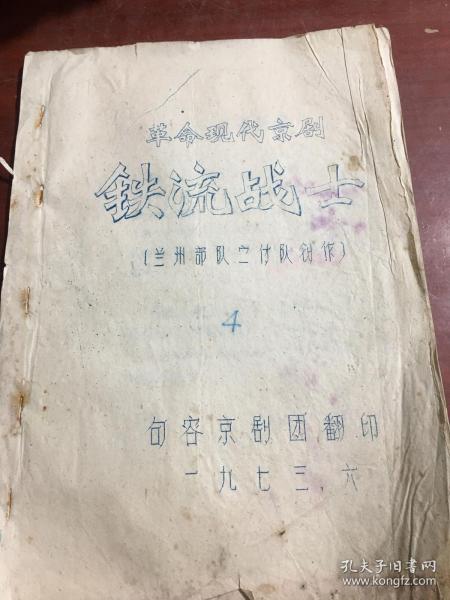 革命现代京剧
铁流战士
(兰州部队立付队创作)
4
句容京剧团翻印
一九七三,六
孔夫子旧书网
www.kongfz.com